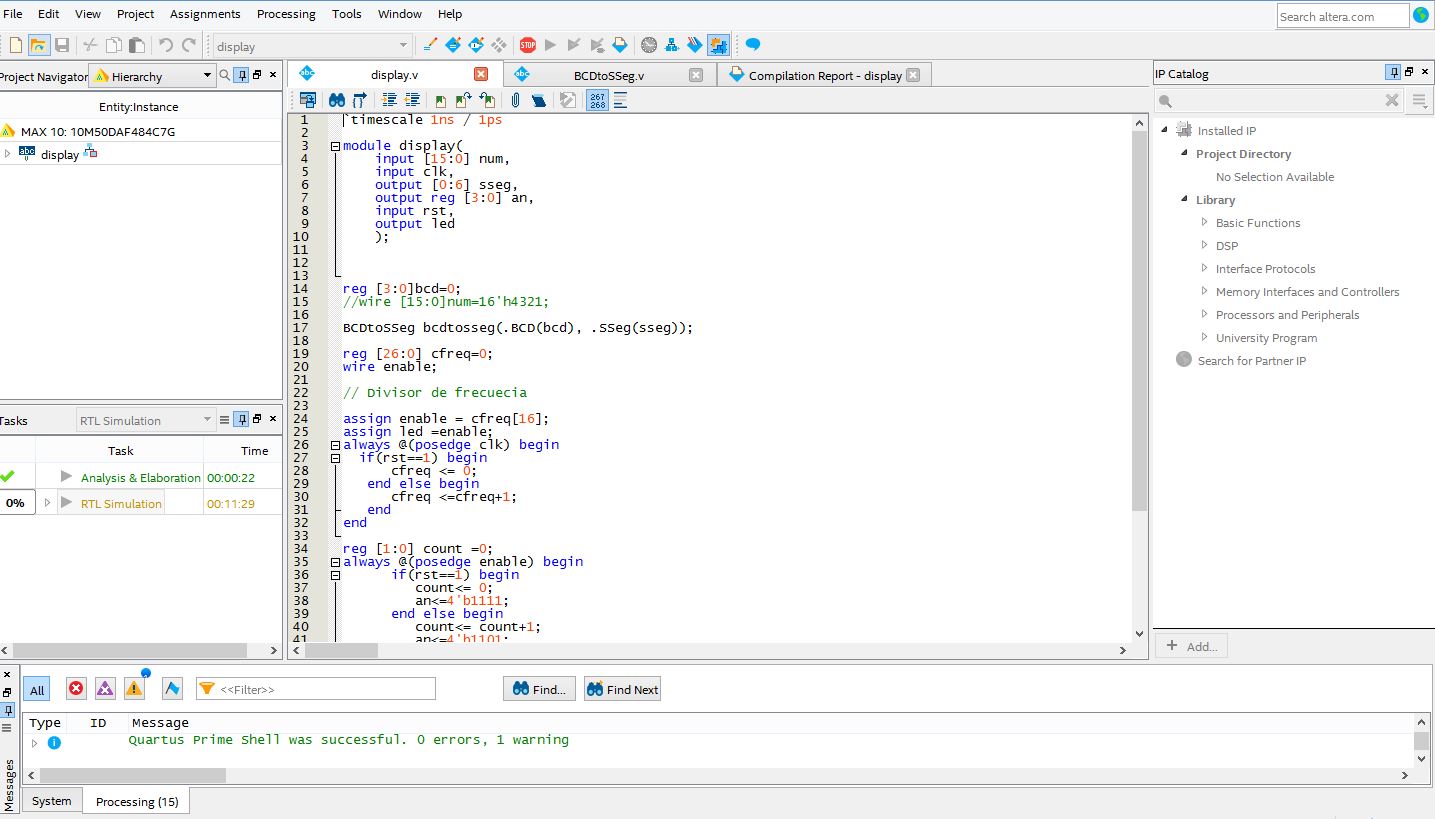 File Edit View Project Assignments Processing Tools Window Help
Search altera.com
display
STOP
Project Navigator
Hierarchy
Entity:Instance
MAX 10: 10M50DAF484C7G
abc display
Tasks
RTL Simulation
Task Time
Analysis & Elaboration 00:00:22
0% RTL Simulation 00:11:29
abc display.v
abc BCDtoSSeg.v
Compilation Report - display
267
268
1 `timescale 1ns / 1ps
2
3 module display(
4     input [15:0] num,
5     input clk,
6     output [0:6] sseg,
7     output reg [3:0] an,
8     input rst,
9     output led
10     );
11
12
13
14 reg [3:0]bcd=0;
15 //wire [15:0]num=16'h4321;
16
17 BCDtoSSeg bcdtosseg(.BCD(bcd), .SSeg(sseg));
18
19 reg [26:0] cfreq=0;
20 wire enable;
21
22 // Divisor de frecuecia
23
24 assign enable = cfreq[16];
25 assign led =enable;
26 always @(posedge clk) begin
27   if(rst==1) begin
28       cfreq <= 0;
29    end else begin
30       cfreq <=cfreq+1;
31    end
32 end
33
34 reg [1:0] count =0;
35 always @(posedge enable) begin
36       if(rst==1) begin
37          count<= 0;
38          an<=4'b1111;
39       end else begin
40          count<= count+1;
41          an<=4'b1101;
IP Catalog
Installed IP
Project Directory
No Selection Available
Library
Basic Functions
DSP
Interface Protocols
Memory Interfaces and Controllers
Processors and Peripherals
University Program
Search for Partner IP
+ Add...
Messages
All
<<Filter>>
Find...
Find Next
Type ID Message
Quartus Prime Shell was successful. 0 errors, 1 warning
System Processing (15)